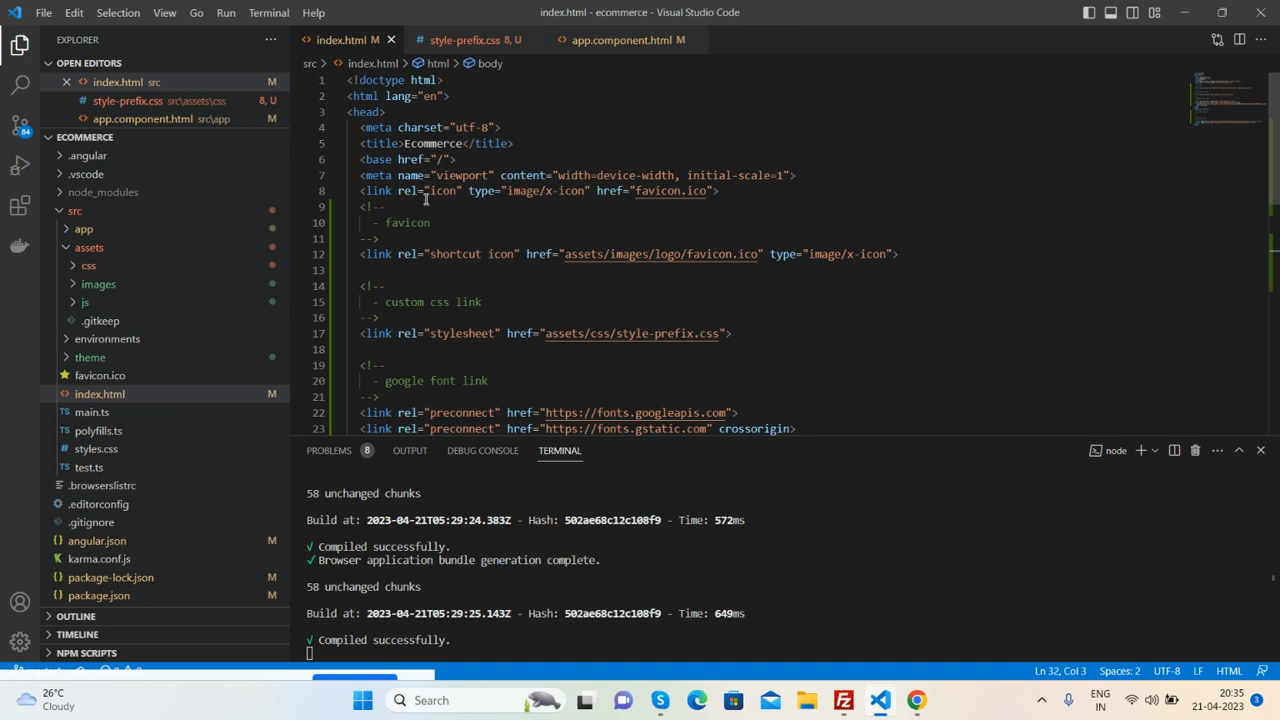 File Edit Selection View Go Run Terminal Help
index.html - ecommerce - Visual Studio Code
EXPLORER
OPEN EDITORS
index.html src M
style-prefix.css src\assets\css 8, U
app.component.html src\app M
ECOMMERCE
.angular
.vscode
node_modules
src
app
assets
css
images
js
.gitkeep
environments
theme
favicon.ico
index.html M
main.ts
polyfills.ts
styles.css
test.ts
.browserslistrc
.editorconfig
.gitignore
angular.json M
karma.conf.js
package-lock.json M
package.json M
OUTLINE
TIMELINE
NPM SCRIPTS
84
index.html M
style-prefix.css 8, U
app.component.html M
src > index.html > html > body
1 <!doctype html>
2 <html lang="en">
3 <head>
4 <meta charset="utf-8">
5 <title>Ecommerce</title>
6 <base href="/">
7 <meta name="viewport" content="width=device-width, initial-scale=1">
8 <link rel="icon" type="image/x-icon" href="favicon.ico">
9 <!--
10 - favicon
11 -->
12 <link rel="shortcut icon" href="assets/images/logo/favicon.ico" type="image/x-icon">
13
14 <!--
15 - custom css link
16 -->
17 <link rel="stylesheet" href="assets/css/style-prefix.css">
18
19 <!--
20 - google font link
21 -->
22 <link rel="preconnect" href="https://fonts.googleapis.com">
23 <link rel="preconnect" href="https://fonts.gstatic.com" crossorigin>
PROBLEMS 8 OUTPUT DEBUG CONSOLE TERMINAL
node
58 unchanged chunks
Build at: 2023-04-21T05:29:24.383Z - Hash: 502ae68c12c108f9 - Time: 572ms
✓ Compiled successfully.
✓ Browser application bundle generation complete.
58 unchanged chunks
Build at: 2023-04-21T05:29:25.143Z - Hash: 502ae68c12c108f9 - Time: 649ms
✓ Compiled successfully.
Ln 32, Col 3 Spaces: 2 UTF-8 LF HTML
26°C
Cloudy
Search
ENG
IN
20:35
21-04-2023
3